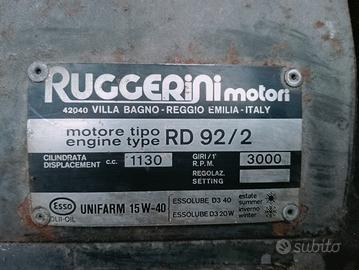 RUGGERINI motori
42040 VILLA BAGNO - REGGIO EMILIA - ITALY
motore tipo
engine type RD 92/2
CILINDRATA
DISPLACEMENT c.c. 1130
GIRI/1'
R.P.M. 3000
REGOLAZ.
SETTING
Esso
OLII-OIL
UNIFARM 15W-40
ESSOLUBE D3 40 estate
summer
ESSOLUBE D3 20W inverno
winter
subito